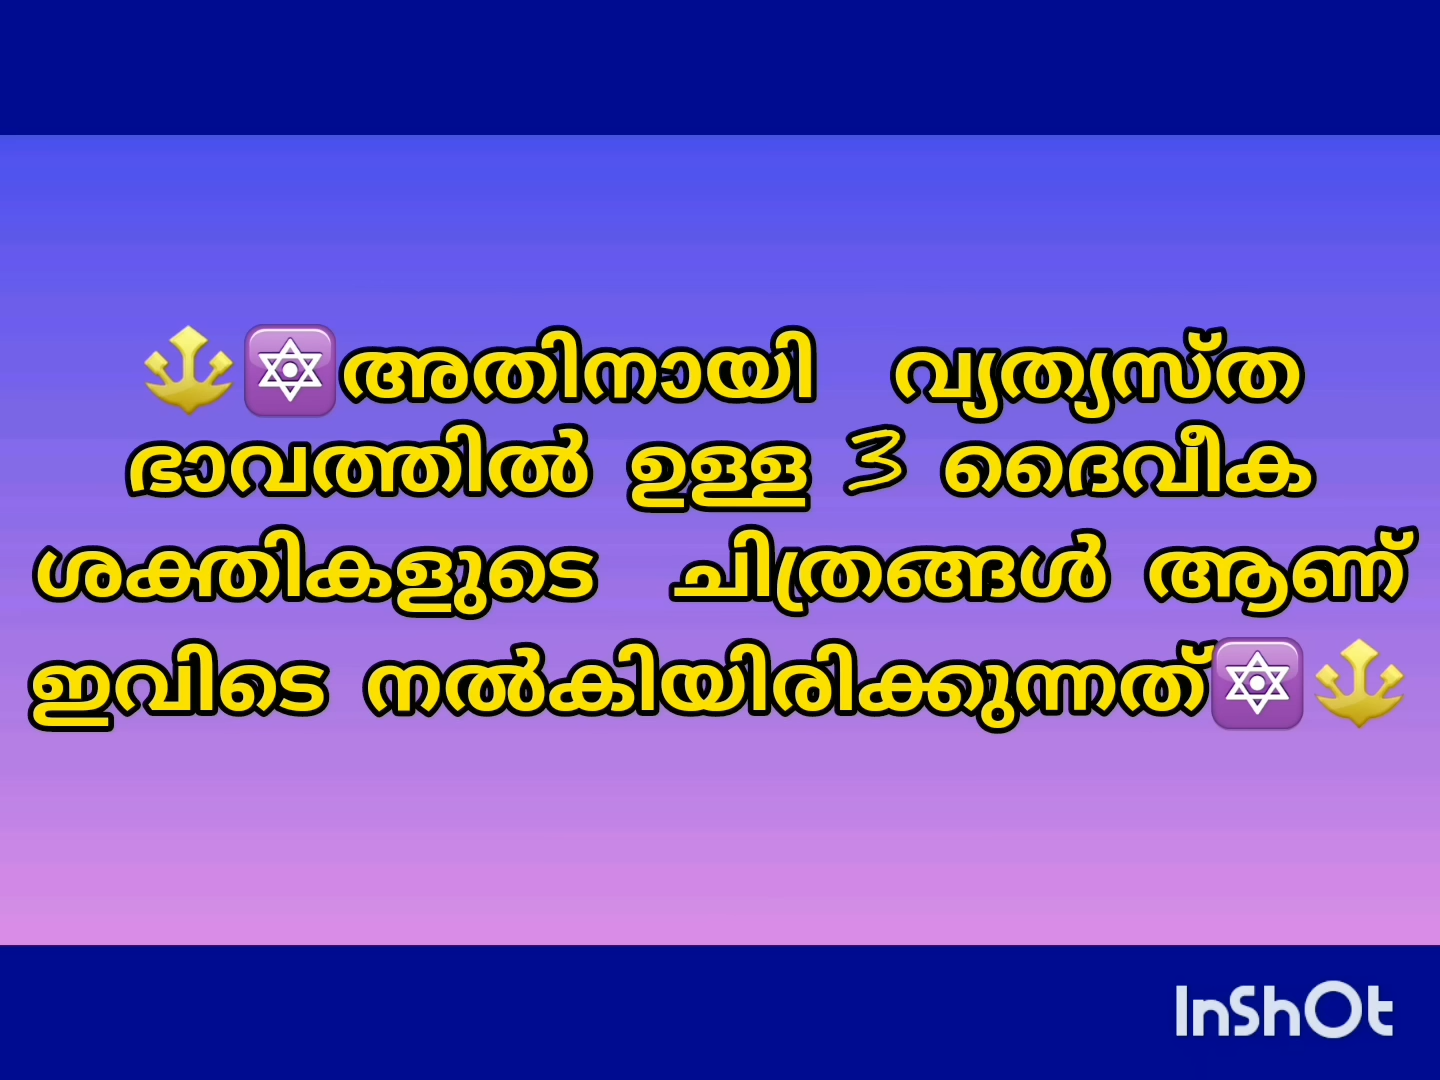 🔱🔯അതിനായി വ്യത്യസ്ത
ഭാവത്തിൽ ഉള്ള 3 ദൈവീക
ശക്തികളുടെ ചിത്രങ്ങൾ ആണ്
ഇവിടെ നൽകിയിരിക്കുന്നത്🔯🔱
InShOt